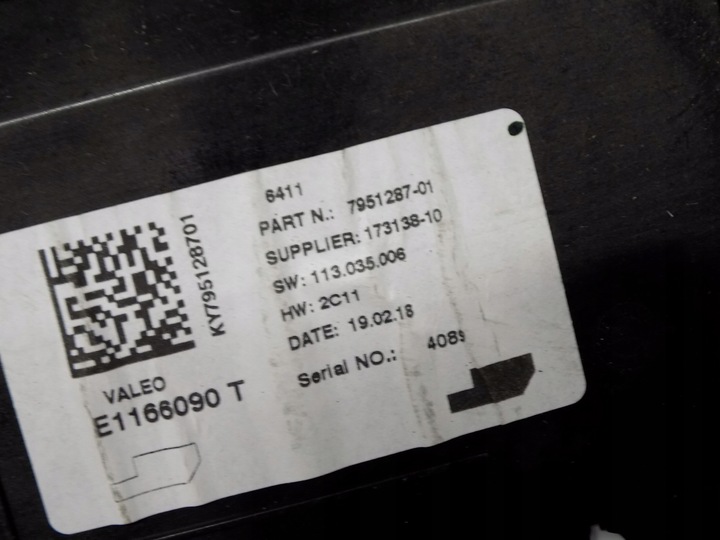 KY795128701
VALEO
E1166090 T
6411
PART N.: 7951287-01
SUPPLIER: 173138-10
SW: 113.035.006
HW: 2C11
DATE: 19.02.18
Serial NO.: 4089